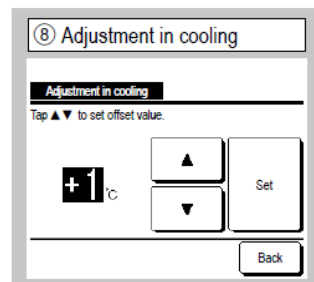 ⑧ Adjustment in cooling
Adjustment in cooling
Tap ▲▼ to set offset value.
▲
+1℃
Set
▼
Back